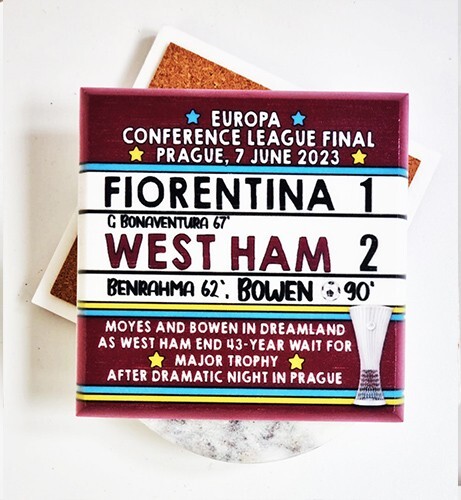 EUROPA
CONFERENCE LEAGUE FINAL
PRAGUE, 7 JUNE 2023
FIORENTINA 1
G BONAVENTURA 67'
WEST HAM 2
BENRAHMA 62', BOWEN 90'
MOYES AND BOWEN IN DREAMLAND
AS WEST HAM END 43-YEAR WAIT FOR
MAJOR TROPHY
AFTER DRAMATIC NIGHT IN PRAGUE